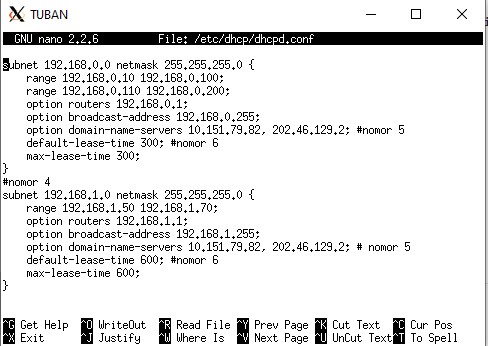 TUBAN
GNU nano 2.2.6 File: /etc/dhcp/dhcpd.conf
subnet 192.168.0.0 netmask 255.255.255.0 {
range 192.168.0.10 192.168.0.100;
range 192.168.0.110 192.168.0.200;
option routers 192.168.0.1;
option broadcast-address 192.168.0.255;
option domain-name-servers 10.151.79.82, 202.46.129.2; #nomor 5
default-lease-time 300; #nomor 6
max-lease-time 300;
}
#nomor 4
subnet 192.168.1.0 netmask 255.255.255.0 {
range 192.168.1.50 192.168.1.70;
option routers 192.168.1.1;
option broadcast-address 192.168.1.255;
option domain-name-servers 10.151.79.82, 202.46.129.2; # nomor 5
default-lease-time 600; #nomor 6
max-lease-time 600;
}
^G Get Help ^O WriteOut ^R Read File ^Y Prev Page ^K Cut Text ^C Cur Pos
^X Exit ^J Justify ^W Where Is ^V Next Page ^U UnCut Text ^T To Spell